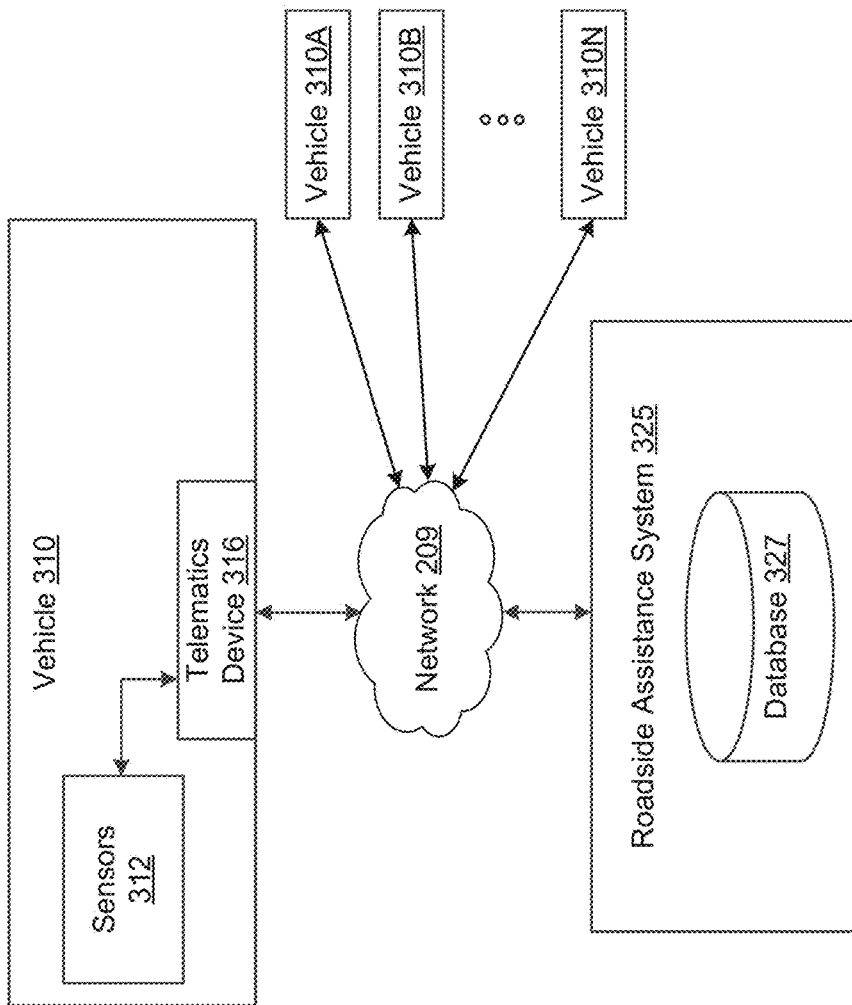 Vehicle 310
Sensors
312
Telematics
Device 316
Network 209
Vehicle 310A
Vehicle 310B
Vehicle 310N
Roadside Assistance System 325
Database 327